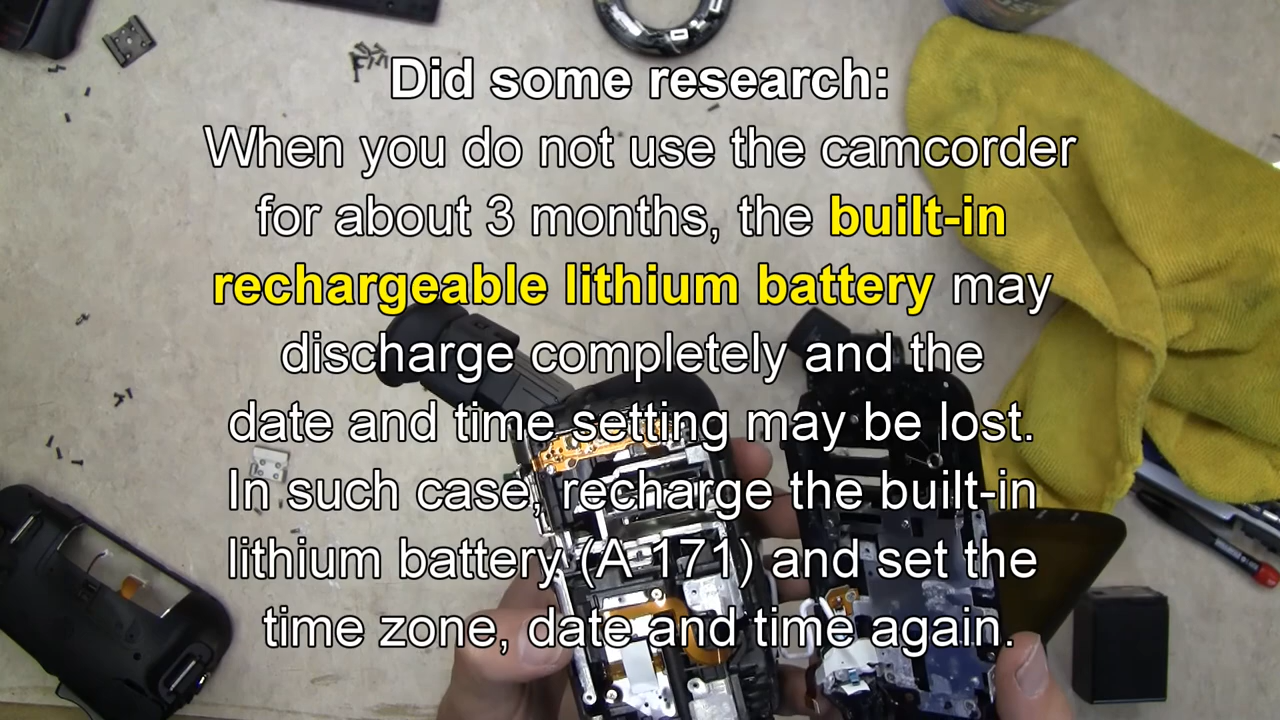 Did some research:
When you do not use the camcorder
for about 3 months, the built-in
rechargeable lithium battery may
discharge completely and the
date and time setting may be lost.
In such case, recharge the built-in
lithium battery (A 171) and set the
time zone, date and time again.